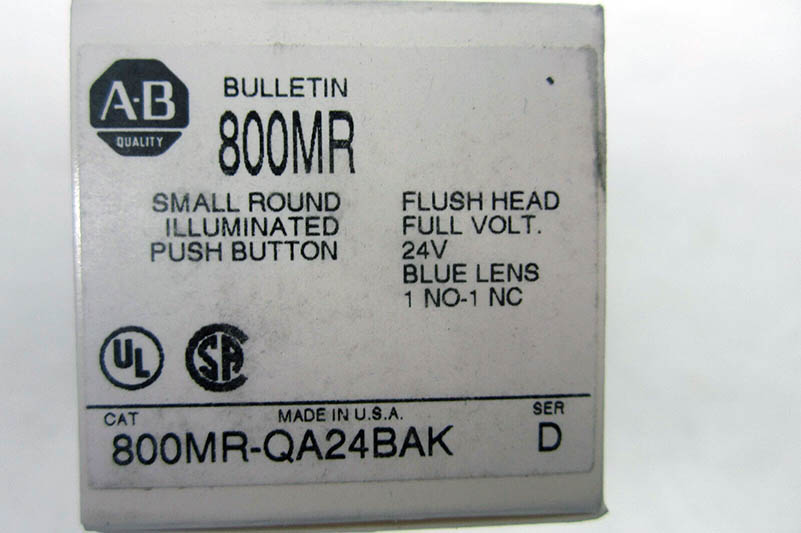 A-B
QUALITY
BULLETIN
800MR
SMALL ROUND
ILLUMINATED
PUSH BUTTON
FLUSH HEAD
FULL VOLT.
24V
BLUE LENS
1 NO-1 NC
UL
SA
CAT
MADE IN U.S.A.
SER
800MR-QA24BAK
D